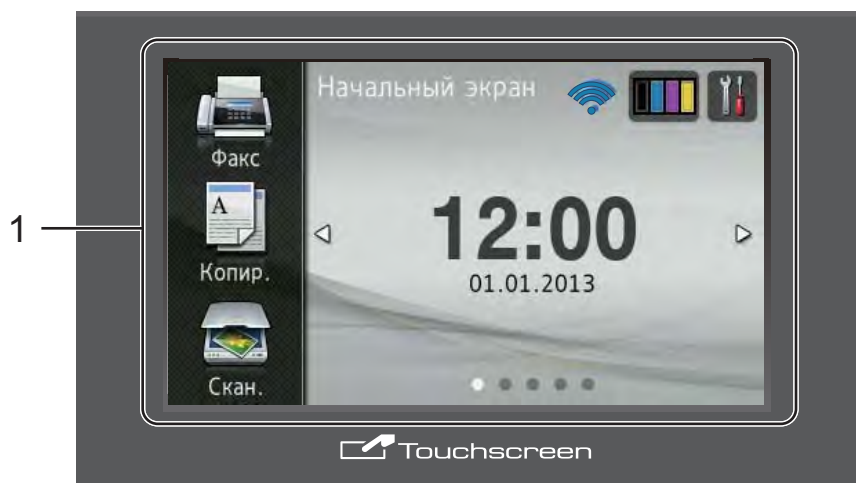 Начальный экран
Факс
A
Копир.
Скан.
12:00
01.01.2013
1
Touchscreen